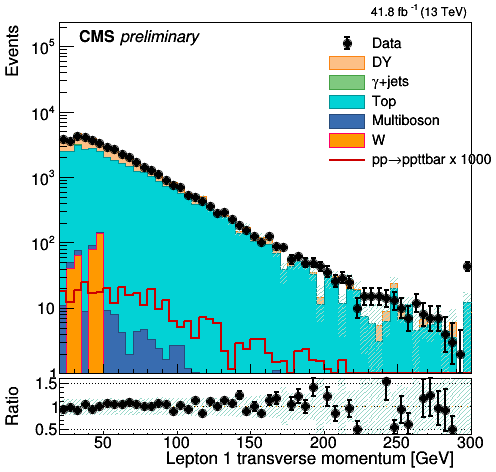 41.8 fb⁻¹ (13 TeV)
CMS preliminary
Events
10⁵
10⁴
10³
10²
10
1
Data
DY
γ+jets
Top
Multiboson
W
pp→ppttbar x 1000
Ratio
1.5
1
0.5
50 100 150 200 250 300
Lepton 1 transverse momentum [GeV]